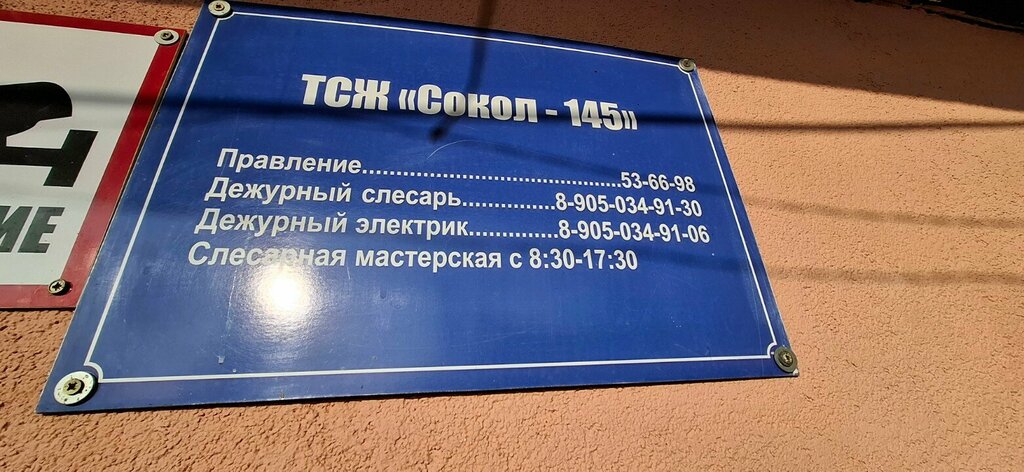 ТСЖ «Сокол - 145»
Правление......................................53-66-98
Дежурный слесарь..............8-905-034-91-30
Дежурный электрик.............8-905-034-91-06
Слесарная мастерская с 8:30-17:30